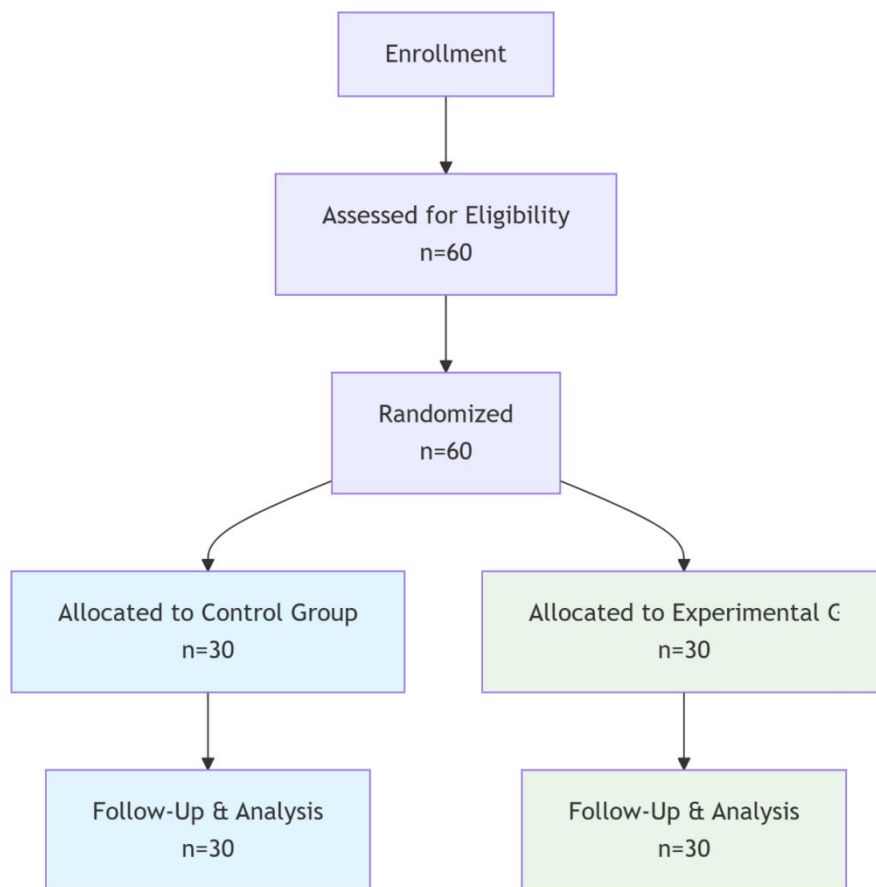 Enrollment
Assessed for Eligibility
n=60
Randomized
n=60
Allocated to Control Group
n=30
Allocated to Experimental G
n=30
Follow-Up & Analysis
n=30
Follow-Up & Analysis
n=30